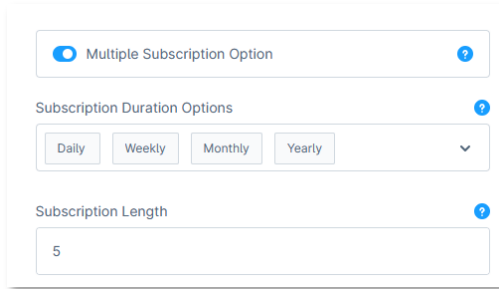 Multiple Subscription Option ?
Subscription Duration Options ?
Daily Weekly Monthly Yearly
Subscription Length ?
5